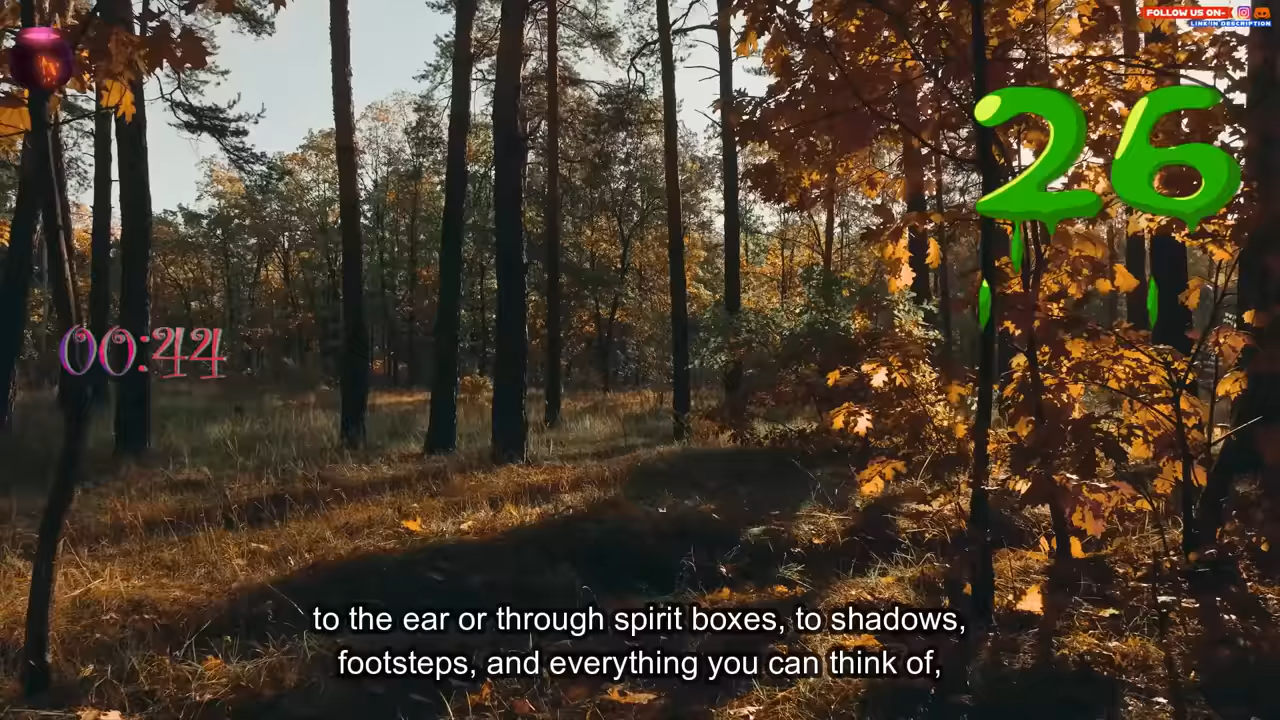 FOLLOW US ON-
LINK IN DESCRIPTION
26
00:44
to the ear or through spirit boxes, to shadows,
footsteps, and everything you can think of,